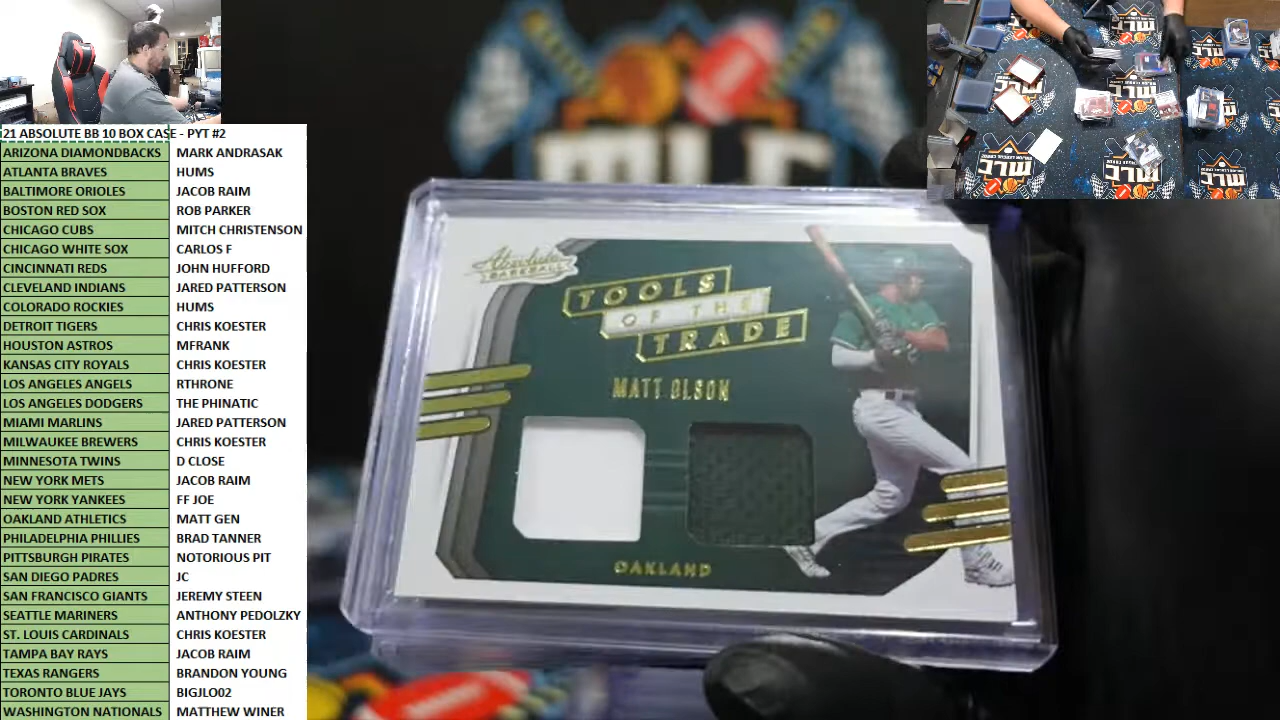 21 ABSOLUTE BB 10 BOX CASE - PYT #2
ARIZONA DIAMONDBACKS MARK ANDRASAK
ATLANTA BRAVES HUMS
BALTIMORE ORIOLES JACOB RAIM
BOSTON RED SOX ROB PARKER
CHICAGO CUBS MITCH CHRISTENSON
CHICAGO WHITE SOX CARLOS F
CINCINNATI REDS JOHN HUFFORD
CLEVELAND INDIANS JARED PATTERSON
COLORADO ROCKIES HUMS
DETROIT TIGERS CHRIS KOESTER
HOUSTON ASTROS MFRANK
KANSAS CITY ROYALS CHRIS KOESTER
LOS ANGELES ANGELS RTHRONE
LOS ANGELES DODGERS THE PHINATIC
MIAMI MARLINS JARED PATTERSON
MILWAUKEE BREWERS CHRIS KOESTER
MINNESOTA TWINS D CLOSE
NEW YORK METS JACOB RAIM
NEW YORK YANKEES FF JOE
OAKLAND ATHLETICS MATT GEN
PHILADELPHIA PHILLIES BRAD TANNER
PITTSBURGH PIRATES NOTORIOUS PIT
SAN DIEGO PADRES JC
SAN FRANCISCO GIANTS JEREMY STEEN
SEATTLE MARINERS ANTHONY PEDOLZKY
ST. LOUIS CARDINALS CHRIS KOESTER
TAMPA BAY RAYS JACOB RAIM
TEXAS RANGERS BRANDON YOUNG
TORONTO BLUE JAYS BIGJLO02
WASHINGTON NATIONALS MATTHEW WINER
MLC
Absolute
BASEBALL
TOOLS
OF THE
TRADE
MATT OLSON
OAKLAND
MLC
MLC
MLC
MLC
MLC